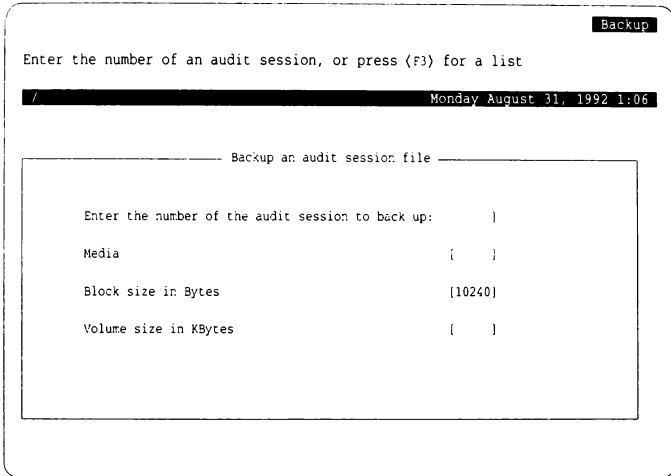 Backup
Enter the number of an audit session, or press ⟨F3⟩ for a list
/ Monday August 31, 1992 1:06
Backup an audit session file
Enter the number of the audit session to back up: ]
Media [ ]
Block size in Bytes [10240]
Volume size in KBytes [ ]